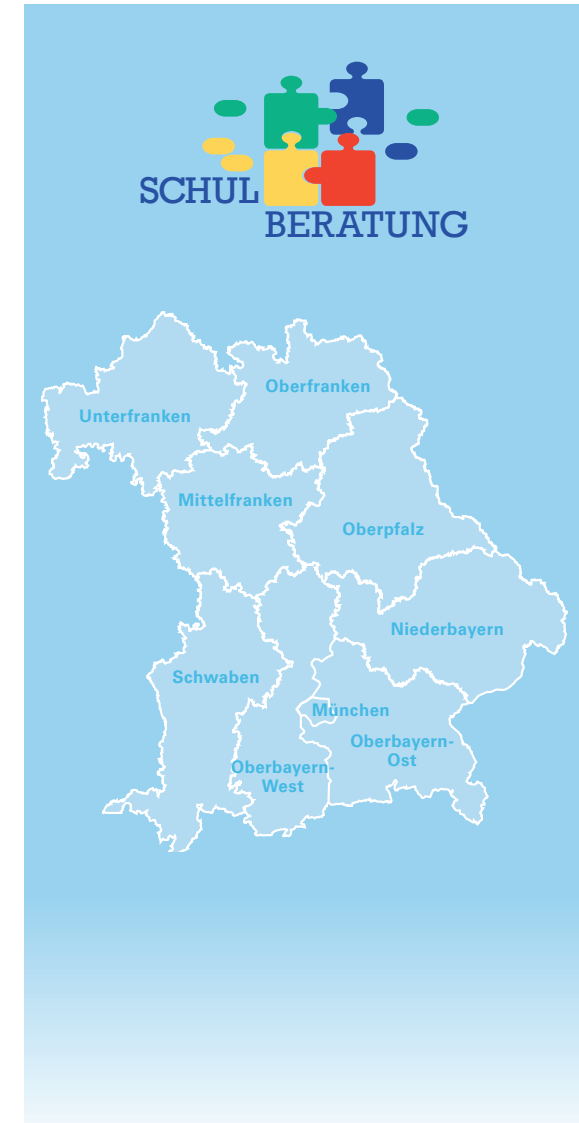 SCHUL
BERATUNG
Oberfranken
Unterfranken
Mittelfranken
Oberpfalz
Niederbayern
Schwaben
München
Oberbayern-
Ost
Oberbayern-
West